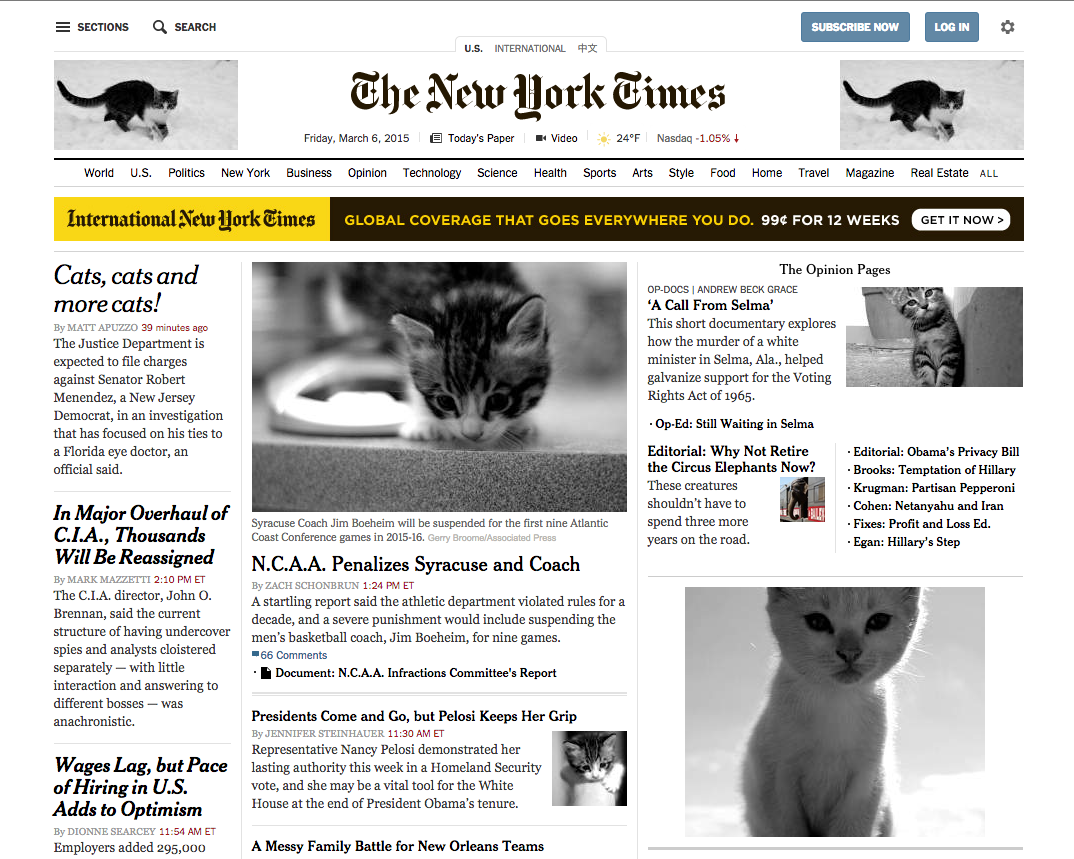 SECTIONS
SEARCH
SUBSCRIBE NOW
LOG IN
U.S.
INTERNATIONAL
中文
The New York Times
Friday, March 6, 2015
Today's Paper
Video
24°F
Nasdaq -1.05%
World
U.S.
Politics
New York
Business
Opinion
Technology
Science
Health
Sports
Arts
Style
Food
Home
Travel
Magazine
Real Estate
ALL
International New York Times
GLOBAL COVERAGE THAT GOES EVERYWHERE YOU DO. 99¢ FOR 12 WEEKS
GET IT NOW >
Cats, cats and
more cats!
By MATT APUZZO 39 minutes ago
The Justice Department is
expected to file charges
against Senator Robert
Menendez, a New Jersey
Democrat, in an investigation
that has focused on his ties to
a Florida eye doctor, an
official said.
In Major Overhaul of
C.I.A., Thousands
Will Be Reassigned
By MARK MAZZETTI 2:10 PM ET
The C.I.A. director, John O.
Brennan, said the current
structure of having undercover
spies and analysts cloistered
separately — with little
interaction and answering to
different bosses — was
anachronistic.
Wages Lag, but Pace
of Hiring in U.S.
Adds to Optimism
By DIONNE SEARCEY 11:54 AM ET
Employers added 295,000
Syracuse Coach Jim Boeheim will be suspended for the first nine Atlantic
Coast Conference games in 2015-16. Gerry Broome/Associated Press
N.C.A.A. Penalizes Syracuse and Coach
By ZACH SCHONBRUN 1:24 PM ET
A startling report said the athletic department violated rules for a
decade, and a severe punishment would include suspending the
men's basketball coach, Jim Boeheim, for nine games.
66 Comments
· Document: N.C.A.A. Infractions Committee's Report
Presidents Come and Go, but Pelosi Keeps Her Grip
By JENNIFER STEINHAUER 11:30 AM ET
Representative Nancy Pelosi demonstrated her
lasting authority this week in a Homeland Security
vote, and she may be a vital tool for the White
House at the end of President Obama's tenure.
A Messy Family Battle for New Orleans Teams
The Opinion Pages
OP-DOCS | ANDREW BECK GRACE
‘A Call From Selma’
This short documentary explores
how the murder of a white
minister in Selma, Ala., helped
galvanize support for the Voting
Rights Act of 1965.
· Op-Ed: Still Waiting in Selma
Editorial: Why Not Retire
the Circus Elephants Now?
These creatures
shouldn't have to
spend three more
years on the road.
· Editorial: Obama's Privacy Bill
· Brooks: Temptation of Hillary
· Krugman: Partisan Pepperoni
· Cohen: Netanyahu and Iran
· Fixes: Profit and Loss Ed.
· Egan: Hillary's Step